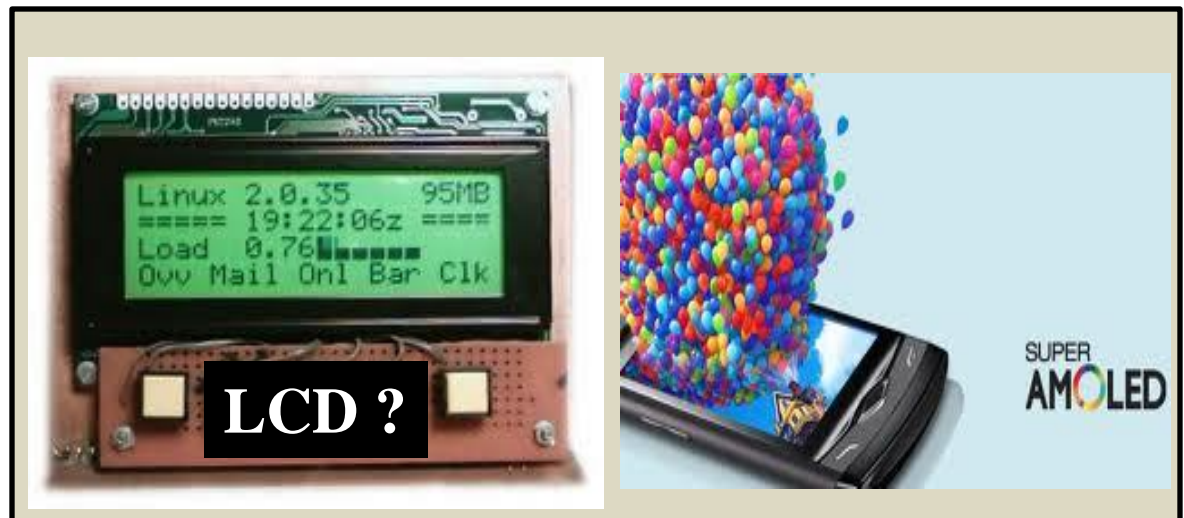 Linux 2.0.35 95MB
===== 19:22:06z ====
Load 0.76
Ovv Mail Onl Bar Clk
LCD ?
SUPER
AMOLED